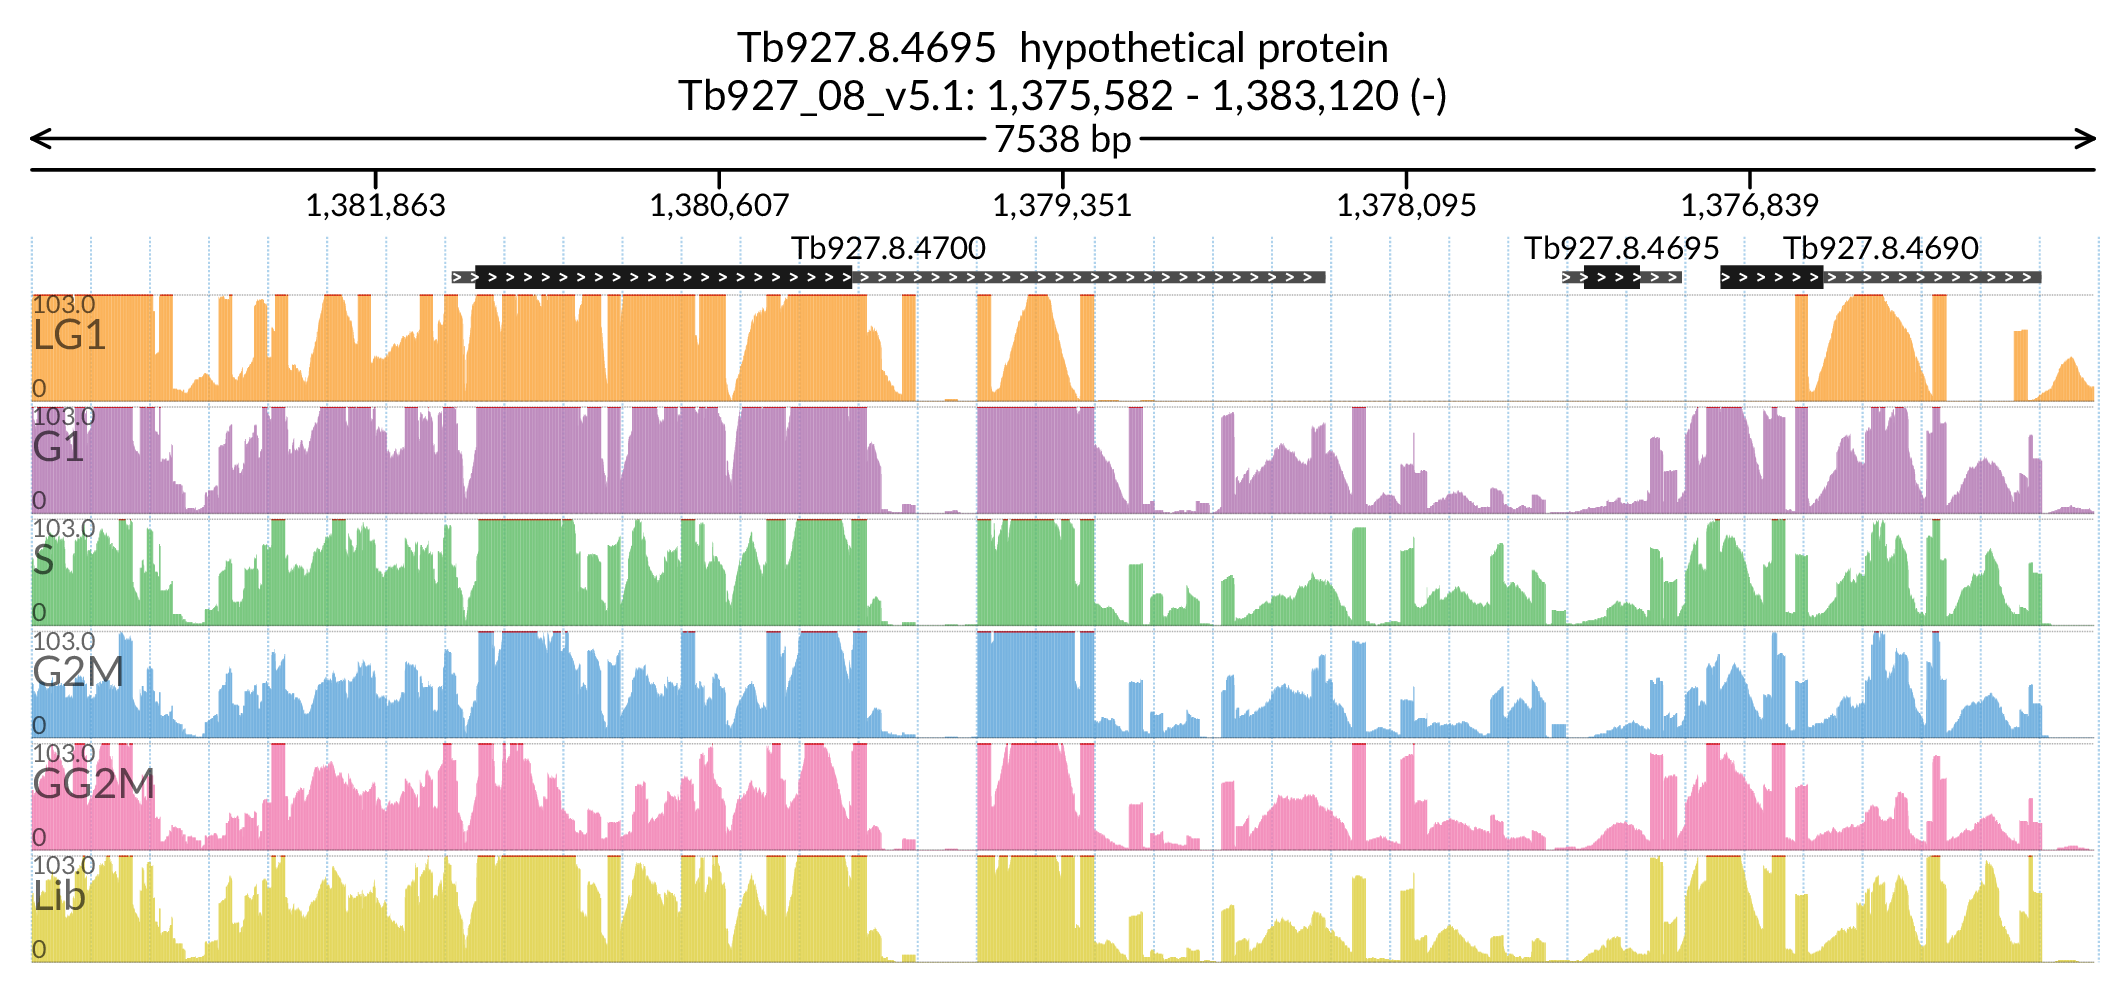 Tb927.8.4695  hypothetical protein
Tb927_08_v5.1: 1,375,582 - 1,383,120 (-)
7538 bp
1,381,863 1,380,607 1,379,351 1,378,095 1,376,839
Tb927.8.4700 Tb927.8.4695 Tb927.8.4690
103.0
LG1
0
103.0
G1
0
103.0
S
0
103.0
G2M
0
103.0
GG2M
0
103.0
Lib
0